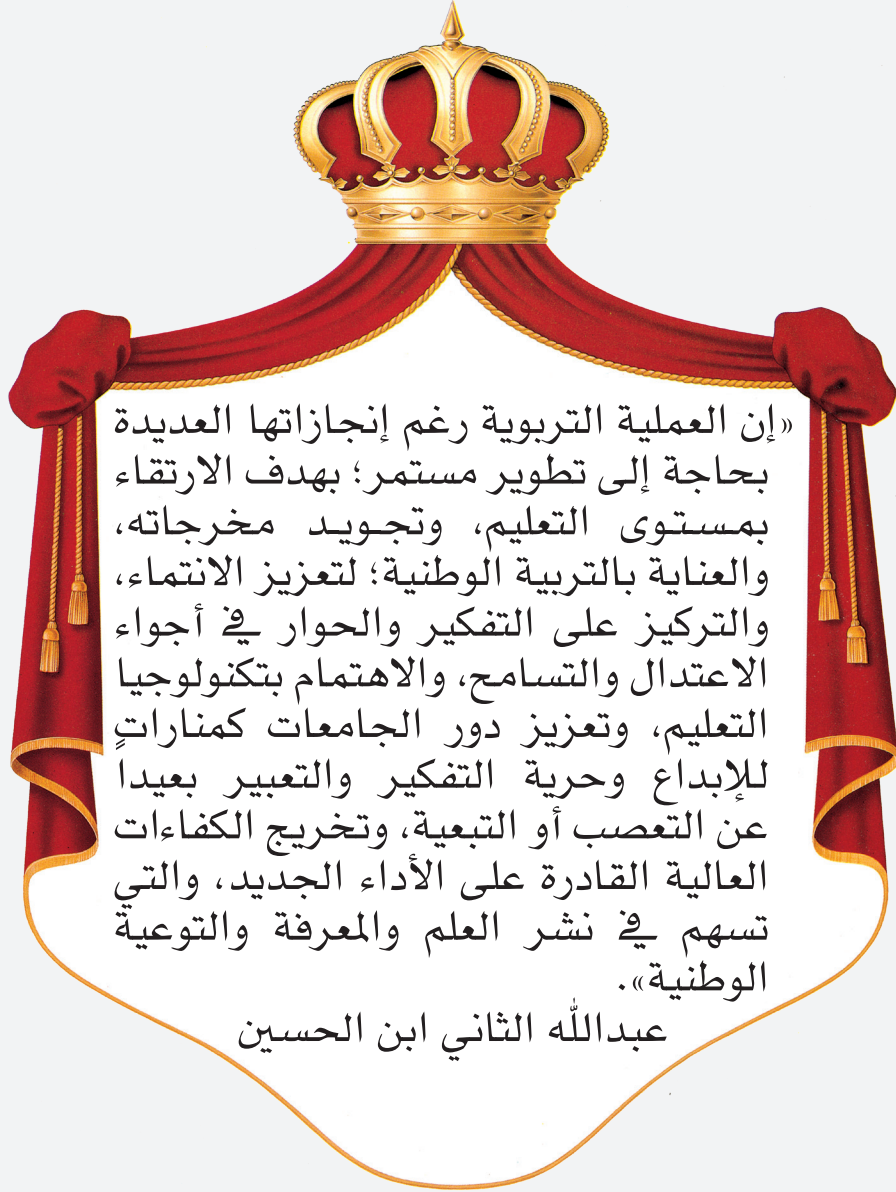 «إن العملية التربوية رغم إنجازاتها العديدة
بحاجة إلى تطوير مستمر؛ بهدف الارتقاء
بمستوى التعليم، وتجويد مخرجاته،
والعناية بالتربية الوطنية؛ لتعزيز الانتماء،
والتركيز على التفكير والحوار في أجواء
الاعتدال والتسامح، والاهتمام بتكنولوجيا
التعليم، وتعزيز دور الجامعات كمناراتٍ
للإبداع وحرية التفكير والتعبير بعيداً
عن التعصب أو التبعية، وتخريج الكفاءات
العالية القادرة على الأداء الجديد، والتي
تسهم في نشر العلم والمعرفة والتوعية
الوطنية».
عبدالله الثاني ابن الحسين